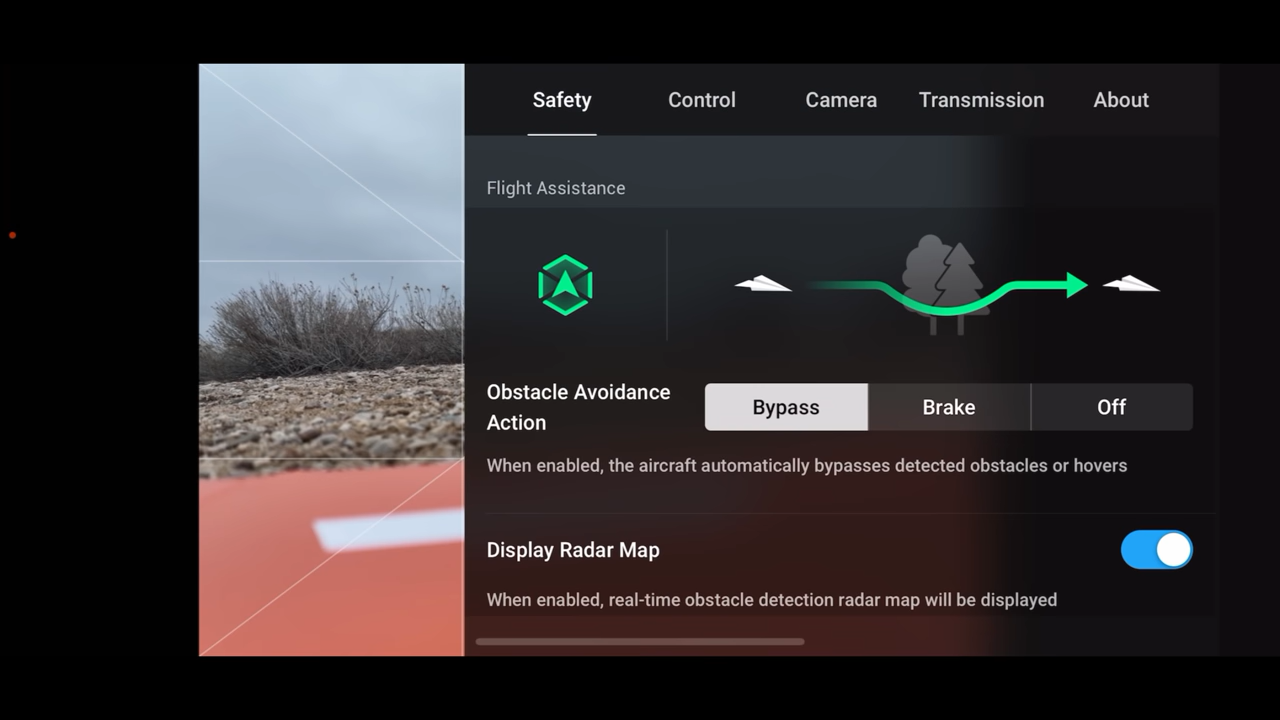 Safety Control Camera Transmission About
Flight Assistance
Obstacle Avoidance
Action
Bypass Brake Off
When enabled, the aircraft automatically bypasses detected obstacles or hovers
Display Radar Map
When enabled, real-time obstacle detection radar map will be displayed